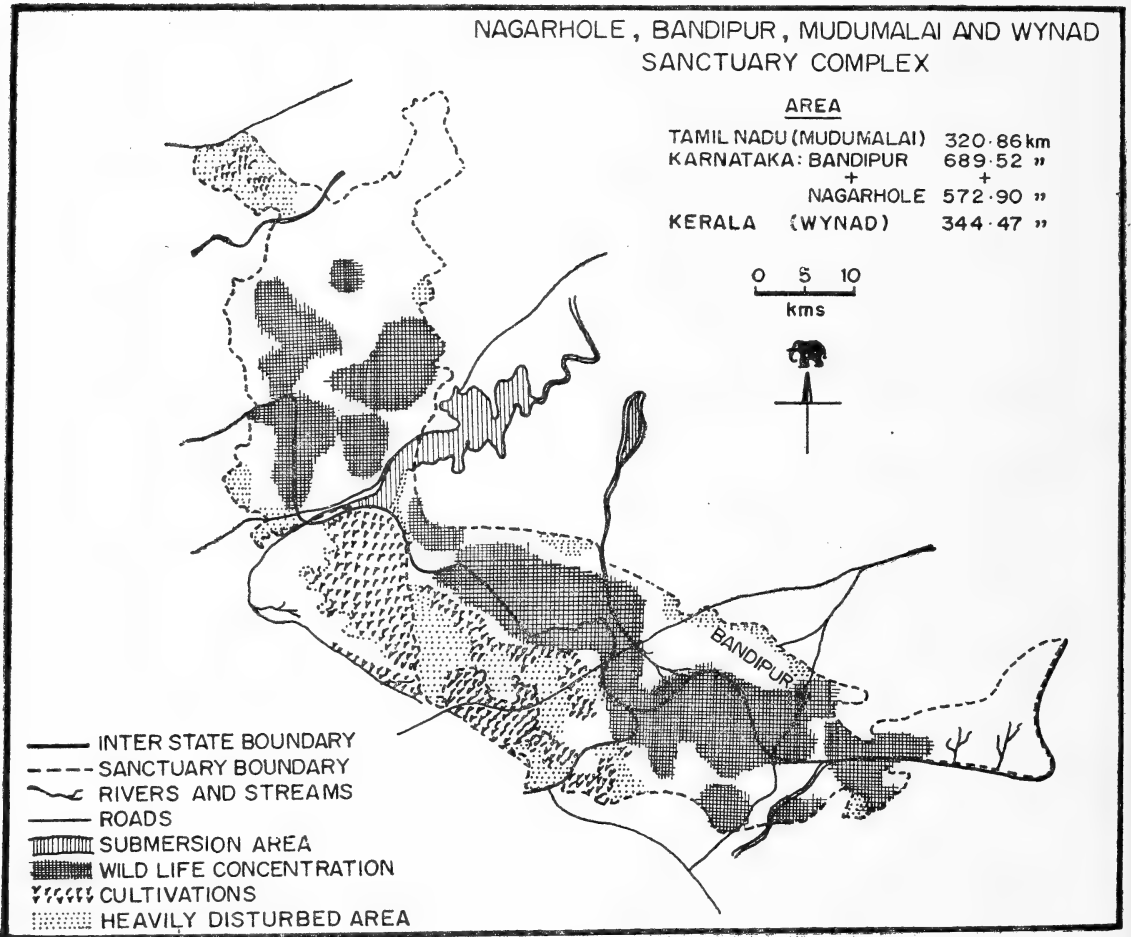 NAGARHOLE, BANDIPUR, MUDUMALAI AND WYNAD
SANCTUARY COMPLEX
AREA
TAMIL NADU (MUDUMALAI) 320·86 km
KARNATAKA: BANDIPUR 689·52 "
+ +
NAGARHOLE 572·90 "
KERALA (WYNAD) 344·47 "
0 5 10
kms
BANDIPUR
INTER STATE BOUNDARY
SANCTUARY BOUNDARY
RIVERS AND STREAMS
ROADS
SUBMERSION AREA
WILD LIFE CONCENTRATION
CULTIVATIONS
HEAVILY DISTURBED AREA